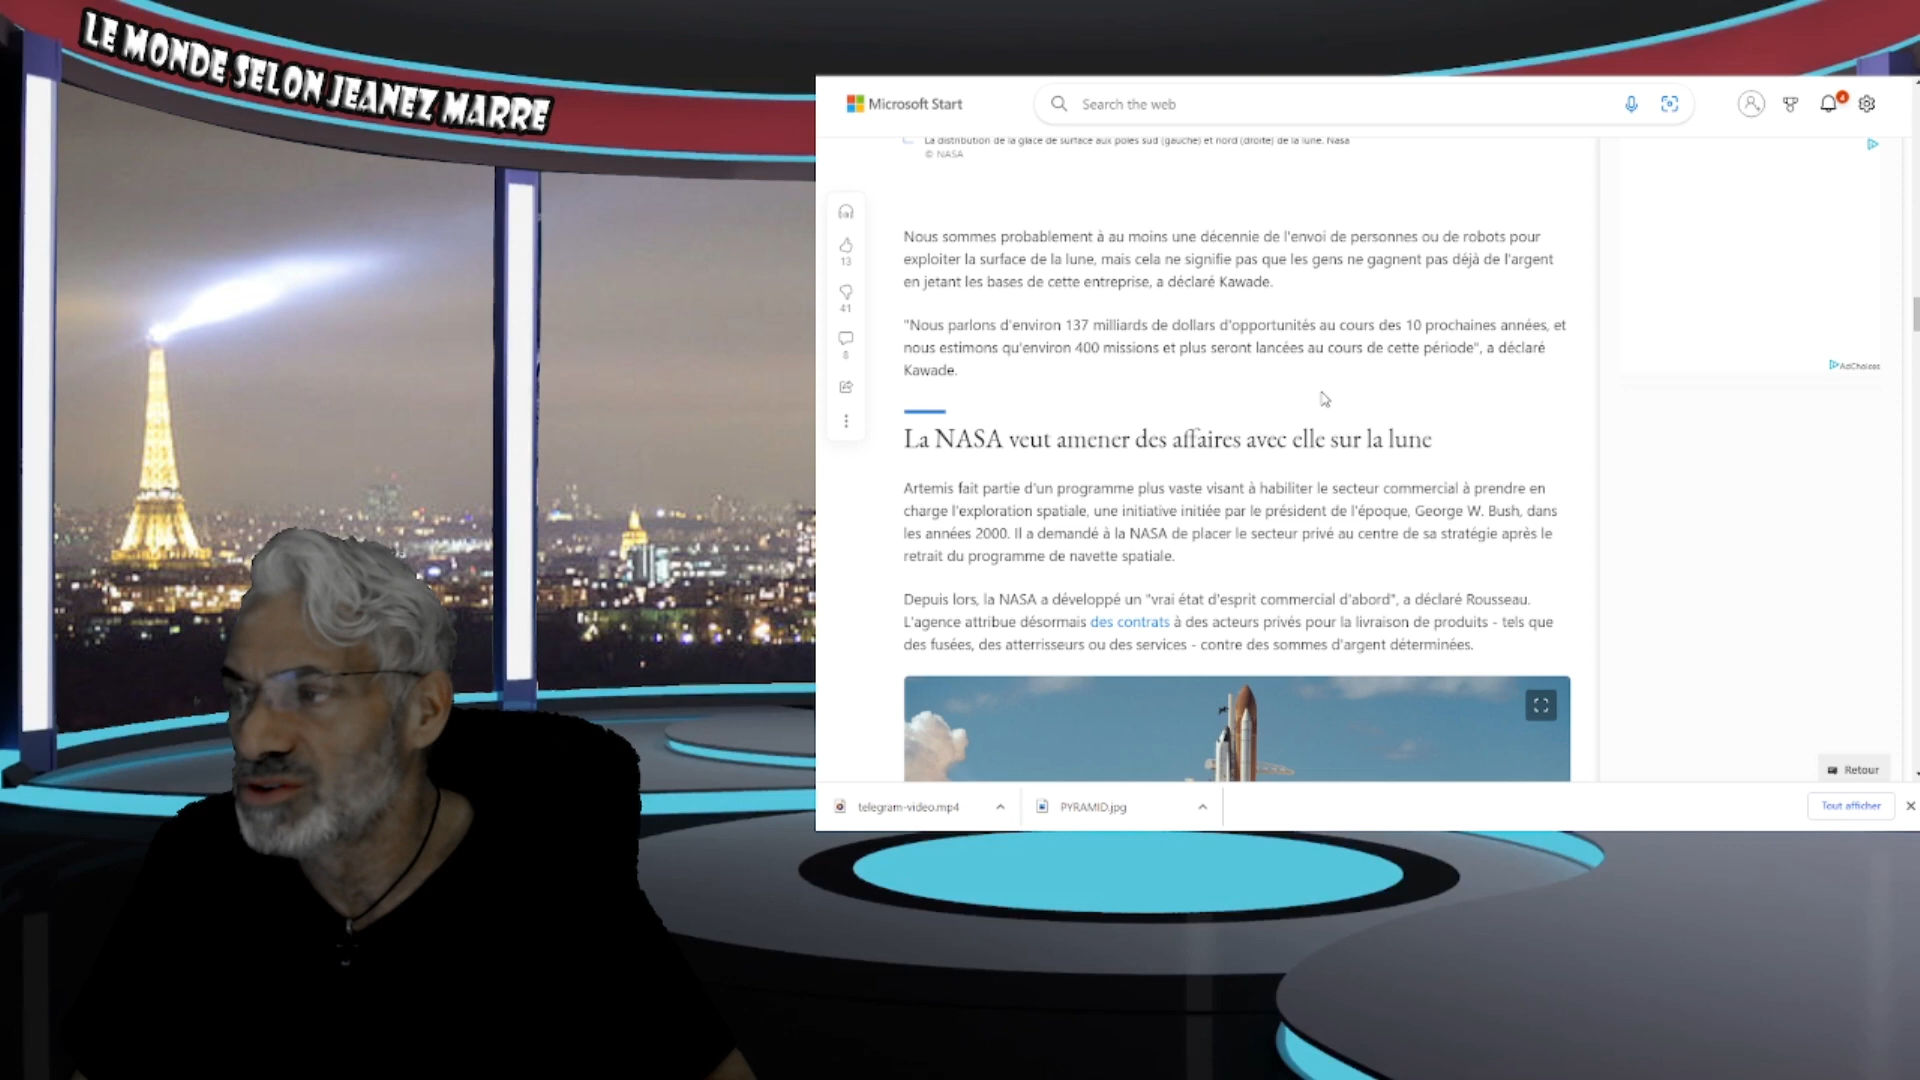 LE MONDE SELON JEANEZ MARRE
Microsoft Start
Search the web
4
La distribution de la glace de surface aux pôles sud (gauche) et nord (droite) de la lune. Nasa
© NASA
13
41
8
Nous sommes probablement à au moins une décennie de l'envoi de personnes ou de robots pour
exploiter la surface de la lune, mais cela ne signifie pas que les gens ne gagnent pas déjà de l'argent
en jetant les bases de cette entreprise, a déclaré Kawade.
"Nous parlons d'environ 137 milliards de dollars d'opportunités au cours des 10 prochaines années, et
nous estimons qu'environ 400 missions et plus seront lancées au cours de cette période", a déclaré
Kawade.
AdChoices
La NASA veut amener des affaires avec elle sur la lune
Artemis fait partie d'un programme plus vaste visant à habiliter le secteur commercial à prendre en
charge l'exploration spatiale, une initiative initiée par le président de l'époque, George W. Bush, dans
les années 2000. Il a demandé à la NASA de placer le secteur privé au centre de sa stratégie après le
retrait du programme de navette spatiale.
Depuis lors, la NASA a développé un "vrai état d'esprit commercial d'abord", a déclaré Rousseau.
L'agence attribue désormais des contrats à des acteurs privés pour la livraison de produits - tels que
des fusées, des atterrisseurs ou des services - contre des sommes d'argent déterminées.
Retour
telegram-video.mp4
PYRAMID.jpg
Tout afficher